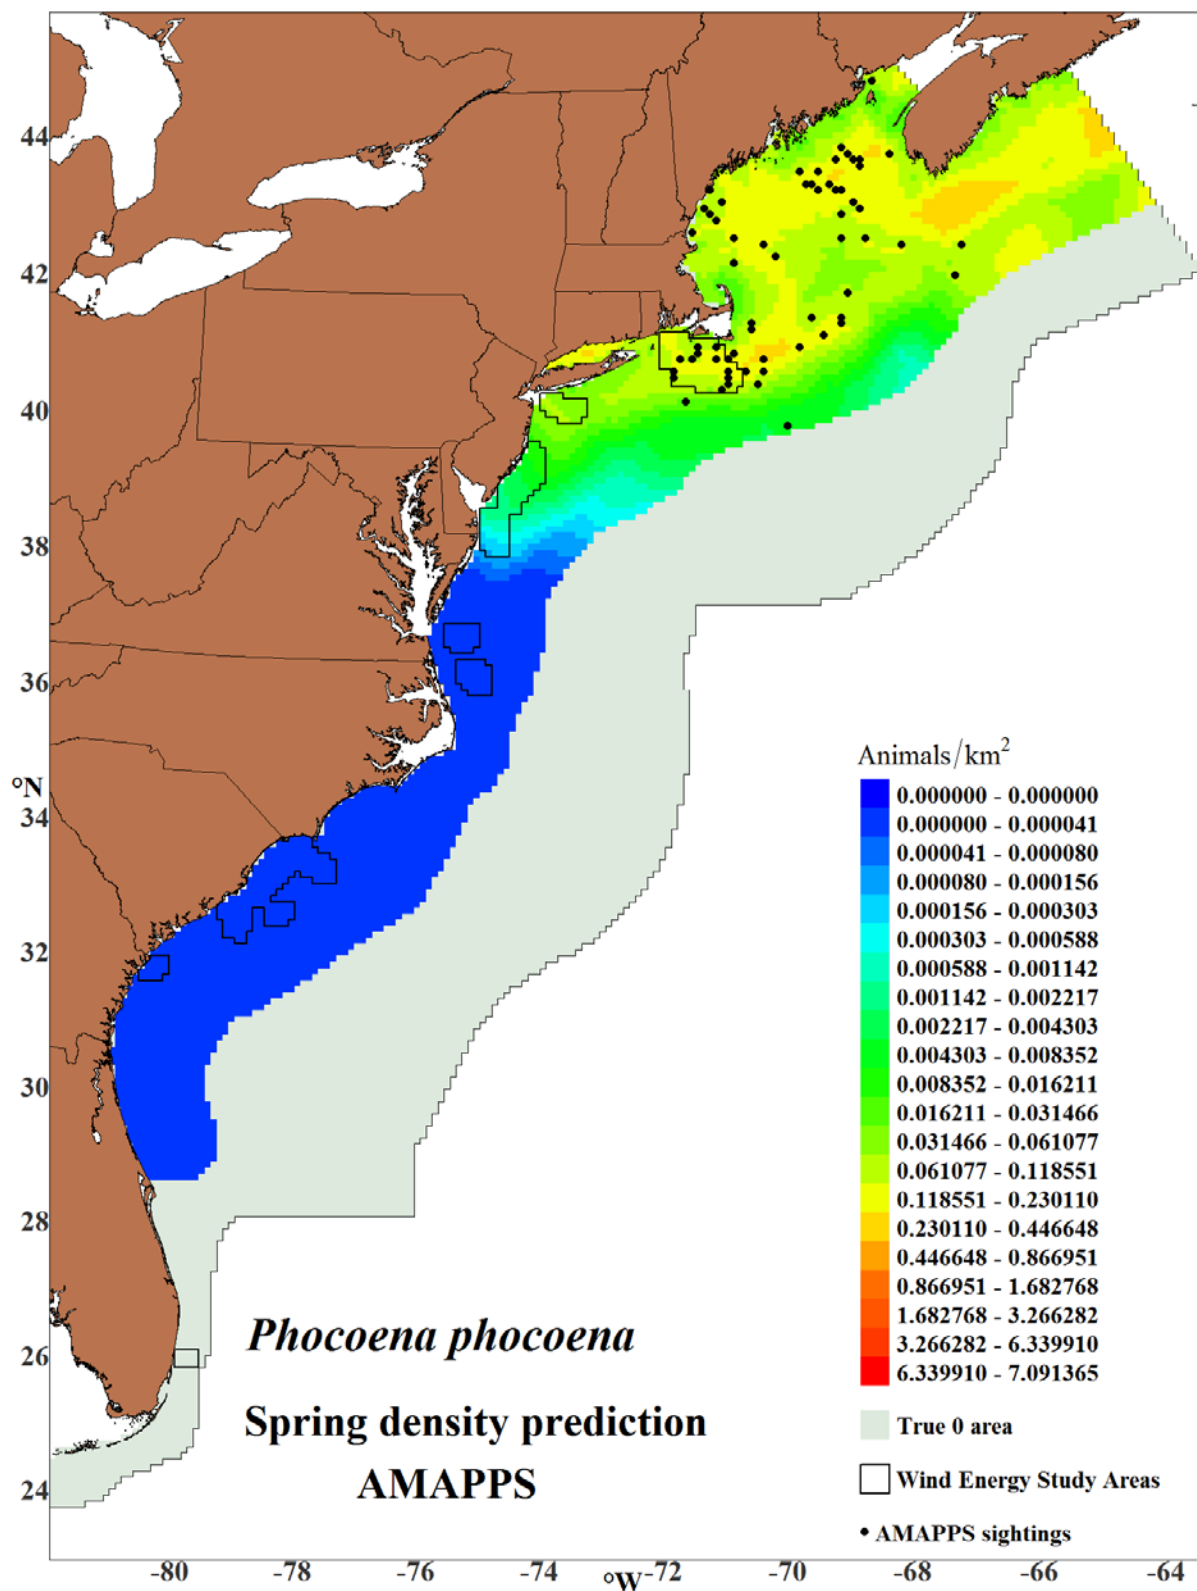 44
42
40
38
36
°N
34
32
30
28
26
24
-80
-78
-76
-74
-72
-70
-68
-66
-64
°W
Phocoena phocoena
Spring density prediction
AMAPPS
Animals/km²
0.000000 - 0.000000
0.000000 - 0.000041
0.000041 - 0.000080
0.000080 - 0.000156
0.000156 - 0.000303
0.000303 - 0.000588
0.000588 - 0.001142
0.001142 - 0.002217
0.002217 - 0.004303
0.004303 - 0.008352
0.008352 - 0.016211
0.016211 - 0.031466
0.031466 - 0.061077
0.061077 - 0.118551
0.118551 - 0.230110
0.230110 - 0.446648
0.446648 - 0.866951
0.866951 - 1.682768
1.682768 - 3.266282
3.266282 - 6.339910
6.339910 - 7.091365
True 0 area
Wind Energy Study Areas
AMAPPS sightings